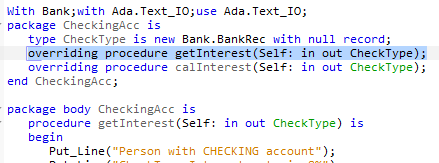 With Bank;with Ada.Text_IO;use Ada.Text_IO;
package CheckingAcc is
type CheckType is new Bank.BankRec with null record;
overriding procedure getInterest(Self: in out CheckType);
overriding procedure calInterest(Self: in out CheckType);
end CheckingAcc;
package body CheckingAcc is
procedure getInterest(Self: in out CheckType) is
begin
Put_Line("Person with CHECKING account");